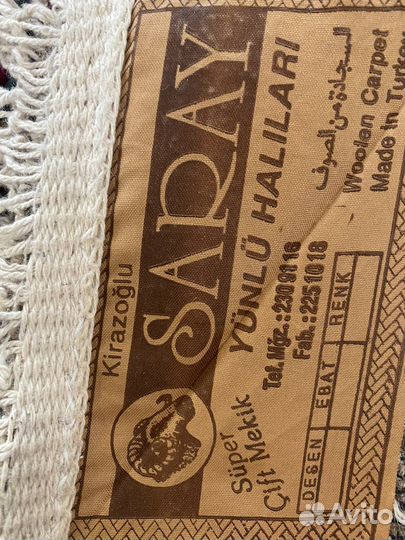 Kirazoğlu
SARAY
YÜNLÜ HALILARI
Süper
Çift Mekik
Tel.Mğz.: 230 91 16
Fab.: 225 10 18
السجادة من الصوف
Woolen Carpet
Made in Turkey
DESEN
EBAT
RENK
Avito